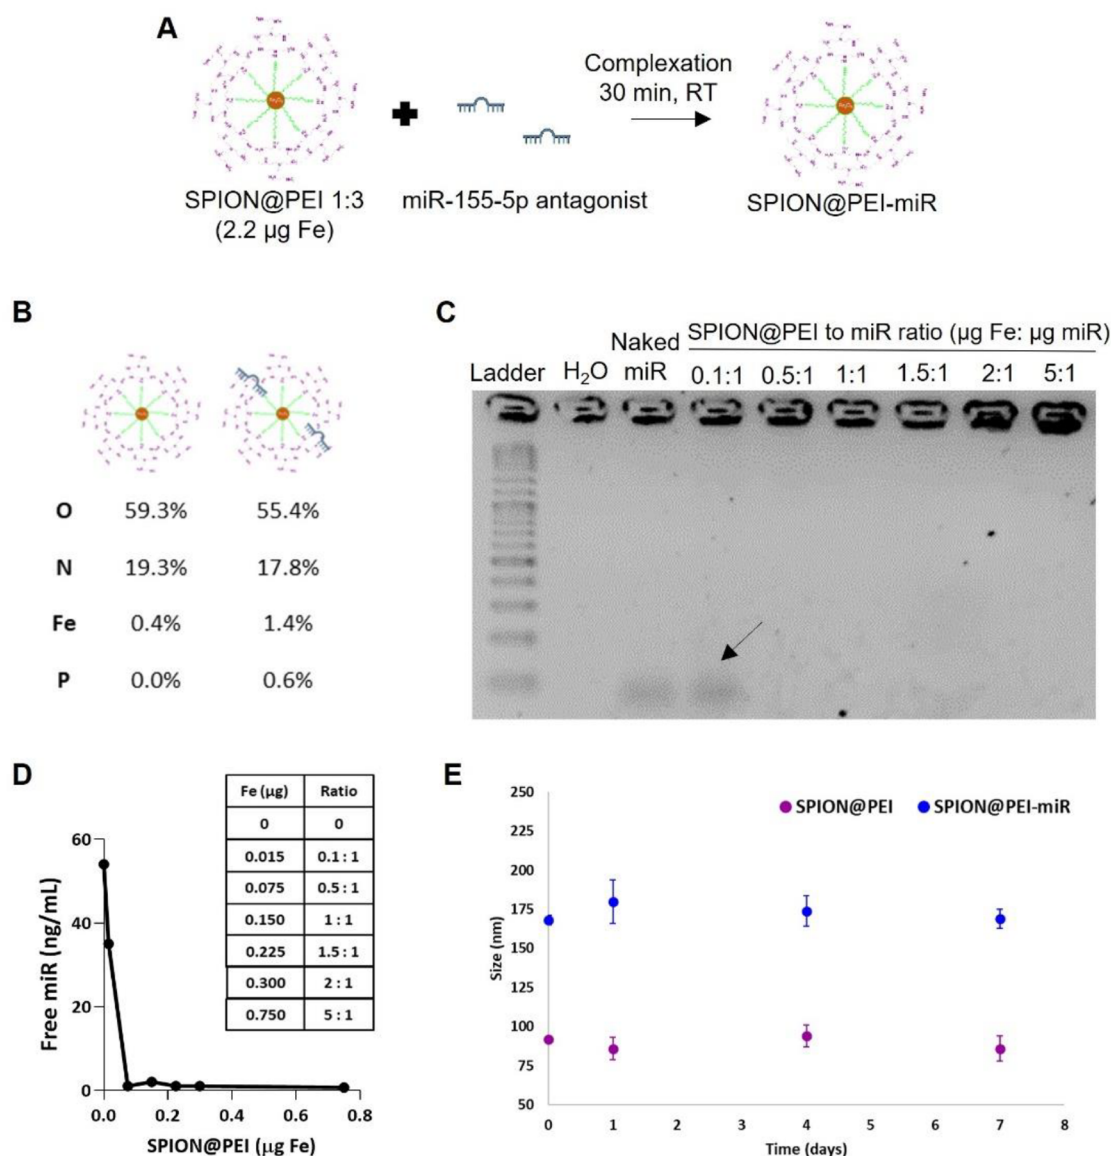 A
Complexation
30 min, RT
SPION@PEI 1:3
(2.2 µg Fe)
miR-155-5p antagonist
SPION@PEI-miR
B
O 59.3% 55.4%
N 19.3% 17.8%
Fe 0.4% 1.4%
P 0.0% 0.6%
C
SPION@PEI to miR ratio (µg Fe: µg miR)
Ladder H₂O Naked miR 0.1:1 0.5:1 1:1 1.5:1 2:1 5:1
D
Fe (µg) Ratio
0 0
0.015 0.1 : 1
0.075 0.5 : 1
0.150 1 : 1
0.225 1.5 : 1
0.300 2 : 1
0.750 5 : 1
Free miR (ng/mL)
60
40
20
0
0.0 0.2 0.4 0.6 0.8
SPION@PEI (µg Fe)
E
SPION@PEI SPION@PEI-miR
Size (nm)
250
225
200
175
150
125
100
75
50
0 1 2 3 4 5 6 7 8
Time (days)